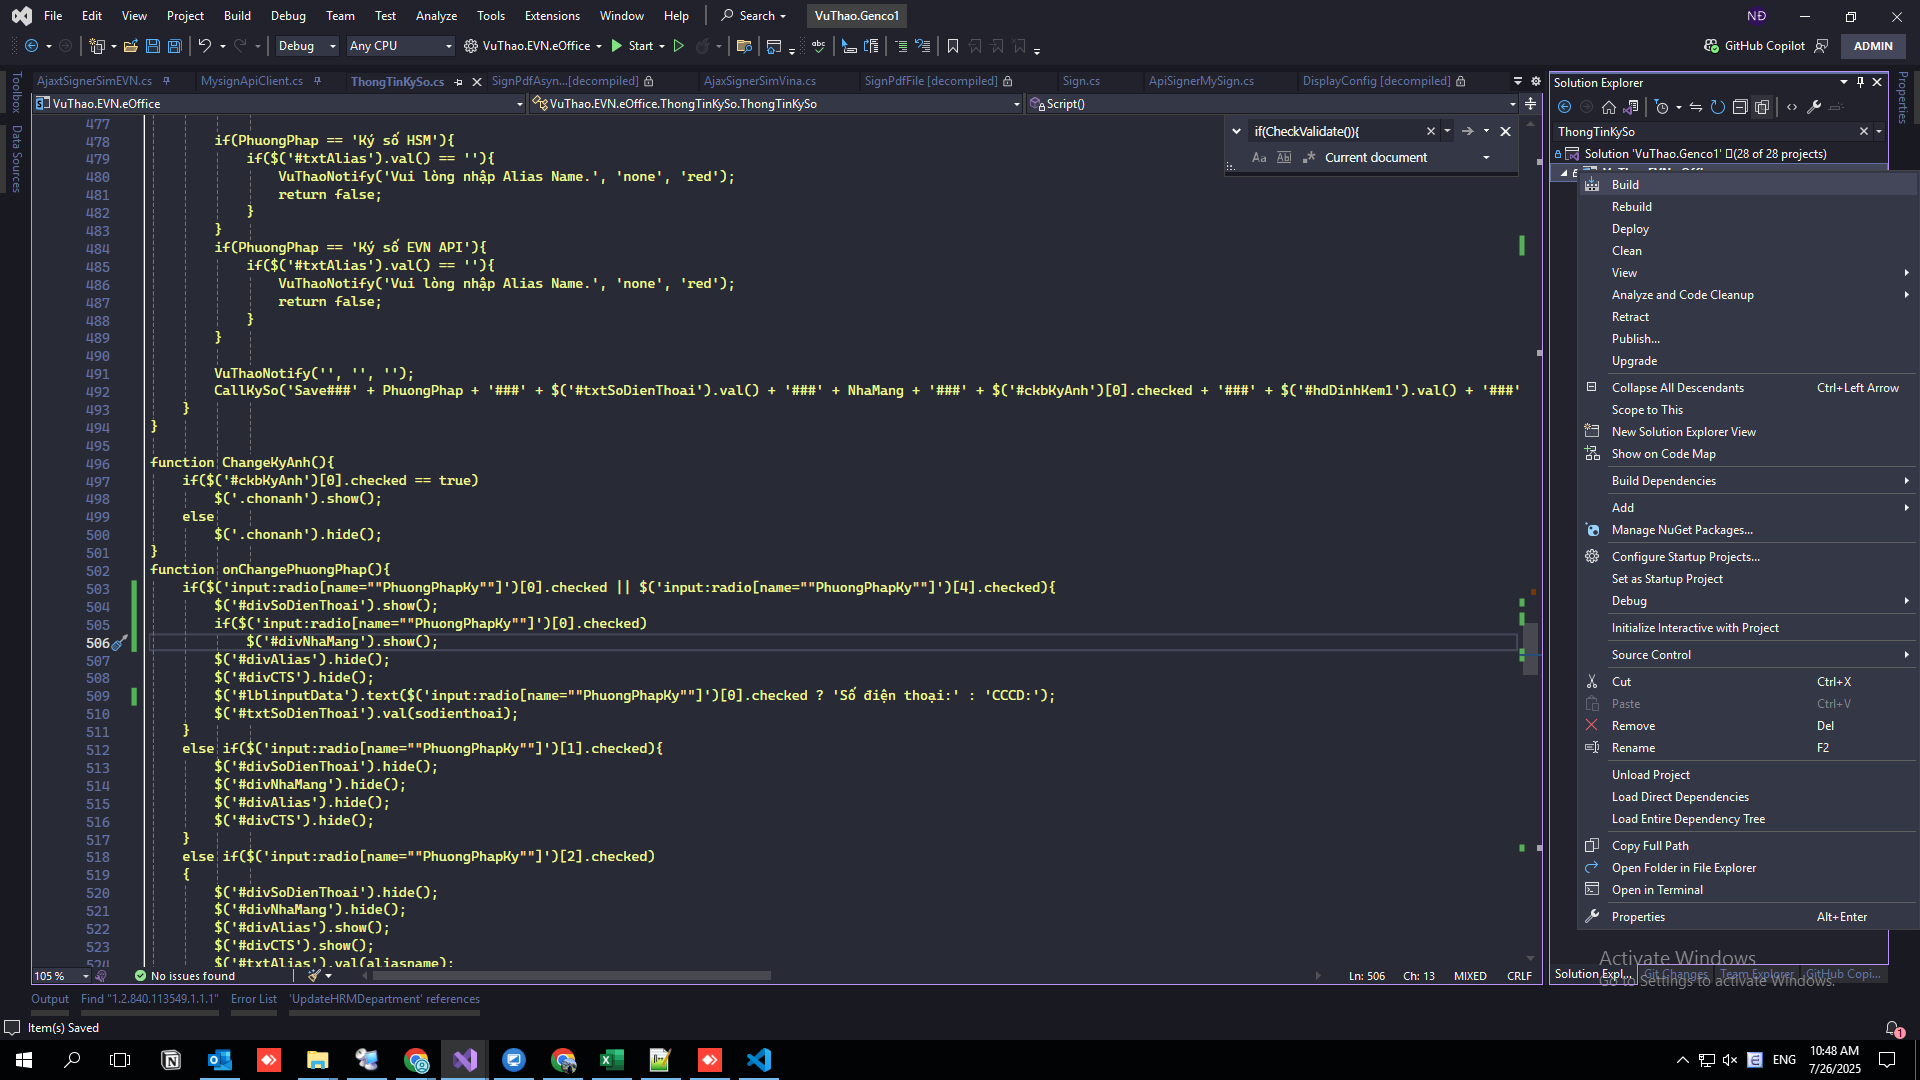 File Edit View Project Build Debug Team Test Analyze Tools Extensions Window Help Search VuThao.Genco1 NĐ
Debug Any CPU VuThao.EVN.eOffice Start GitHub Copilot ADMIN
AjaxtSignerSimEVN.cs MysignApiClient.cs ThongTinKySo.cs SignPdfAsyn...[decompiled] AjaxSignerSimVina.cs SignPdfFile [decompiled] Sign.cs ApiSignerMySign.cs DisplayConfig [decompiled]
VuThao.EVN.eOffice VuThao.EVN.eOffice.ThongTinKySo.ThongTinKySo Script()
Toolbox
Data Sources
if(CheckValidate()){
Aa Ab .* Current document
477
478 if(PhuongPhap == 'Ký số HSM'){
479 if($('#txtAlias').val() == ''){
480 VuThaoNotify('Vui lòng nhập Alias Name.', 'none', 'red');
481 return false;
482 }
483 }
484 if(PhuongPhap == 'Ký số EVN API'){
485 if($('#txtAlias').val() == ''){
486 VuThaoNotify('Vui lòng nhập Alias Name.', 'none', 'red');
487 return false;
488 }
489 }
490
491 VuThaoNotify('', '', '');
492 CallKySo('Save###' + PhuongPhap + '###' + $('#txtSoDienThoai').val() + '###' + NhaMang + '###' + $('#ckbKyAnh')[0].checked + '###' + $('#hdDinhKem1').val() + '###'
493 }
494 }
495
496 function ChangeKyAnh(){
497 if($('#ckbKyAnh')[0].checked == true)
498 $('.chonanh').show();
499 else
500 $('.chonanh').hide();
501 }
502 function onChangePhuongPhap(){
503 if($('input:radio[name=""PhuongPhapKy""]')[0].checked || $('input:radio[name=""PhuongPhapKy""]')[4].checked){
504 $('#divSoDienThoai').show();
505 if($('input:radio[name=""PhuongPhapKy""]')[0].checked)
506 $('#divNhaMang').show();
507 $('#divAlias').hide();
508 $('#divCTS').hide();
509 $('#lblinputData').text($('input:radio[name=""PhuongPhapKy""]')[0].checked ? 'Số điện thoại:' : 'CCCD:');
510 $('#txtSoDienThoai').val(sodienthoai);
511 }
512 else if($('input:radio[name=""PhuongPhapKy""]')[1].checked){
513 $('#divSoDienThoai').hide();
514 $('#divNhaMang').hide();
515 $('#divAlias').hide();
516 $('#divCTS').hide();
517 }
518 else if($('input:radio[name=""PhuongPhapKy""]')[2].checked)
519 {
520 $('#divSoDienThoai').hide();
521 $('#divNhaMang').hide();
522 $('#divAlias').show();
523 $('#divCTS').show();
524 $('#txtAlias').val(aliasname);
105 % No issues found Ln: 506 Ch: 13 MIXED CRLF
Solution Explorer
Properties
ThongTinKySo
Solution 'VuThao.Genco1' (28 of 28 projects)
Build
Rebuild
Deploy
Clean
View
Analyze and Code Cleanup
Retract
Publish...
Upgrade
Collapse All Descendants Ctrl+Left Arrow
Scope to This
New Solution Explorer View
Show on Code Map
Build Dependencies
Add
Manage NuGet Packages...
Configure Startup Projects...
Set as Startup Project
Debug
Initialize Interactive with Project
Source Control
Cut Ctrl+X
Paste Ctrl+V
Remove Del
Rename F2
Unload Project
Load Direct Dependencies
Load Entire Dependency Tree
Copy Full Path
Open Folder in File Explorer
Open in Terminal
Properties Alt+Enter
Activate Windows
Go to Settings to activate Windows.
Solution Expl... Git Changes Team Explorer GitHub Copi...
Output Find "1.2.840.113549.1.1.1" Error List 'UpdateHRMDepartment' references
Item(s) Saved
1
ENG
10:48 AM
7/26/2025